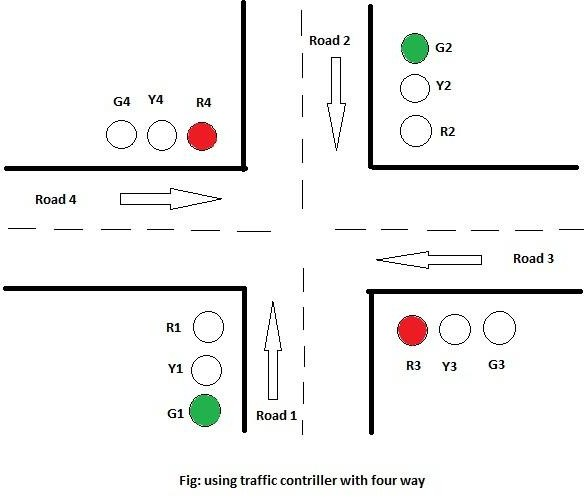 Road 2
G2
Y2
R2
G4 Y4 R4
Road 4
Road 3
R1
Y1
G1
Road 1
R3 Y3 G3
Fig: using traffic contriller with four way